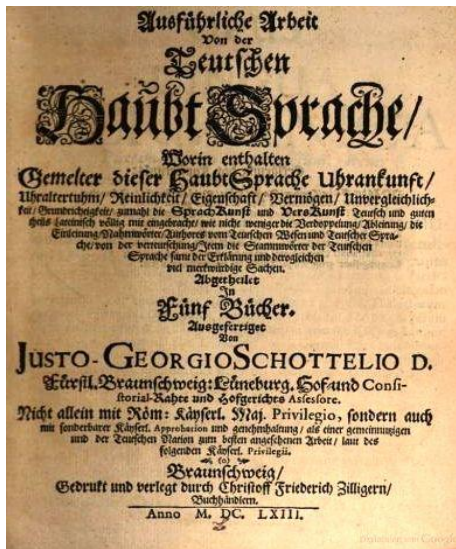 Ausführliche Arbeit
Von der
Teutschen
HaubtSprache/
Worin enthalten
Gemelter dieser HaubtSprache Uhrankunft/
Uhraltertuhm/ Reinlichkeit/ Eigenschaft/ Vermögen/ Unvergleichlich-
keit/ Grundrichtigkeit/ zumahl die SprachKunst und VersKunst Teutsch und guten
theils Lateinisch völlig mit eingebracht/ wie nicht weniger die Verdoppelung/ Ableitung/ die
Einleitung/ Nahmwörter/ Authores vom Teutschen Wesen und Teutscher Spra-
che/ von der verteutschung/ Item die Stammwörter der Teutschen
Sprache samt der Erklärung und derogleichen
viel merkwürdige Sachen.
Abgetheilet
In
Fünf Bücher.
Ausgefertiget
Von
JUSTO-GEORGIO SCHOTTELIO D.
Fürstl. Braunschweig: Lüneburg. Hof- und Consi-
storial-Rahte und Hofgerichts Assessore.
Nicht allein mit Röm: Käyserl. Maj. Privilegio, sondern auch
mit sonderbarer Käyserl. Approbation und genehmhaltung/ als einer gemeinnützigen
und der Teutschen Nation zum besten angesehenen Arbeit/ laut des
folgenden Käyserl. Privilegii.
Braunschweig/
Gedrukt und verlegt durch Christoff Friederich Zilligern/
Buchhändlern.
Anno M. DC. LXIII.
Digitized by Google